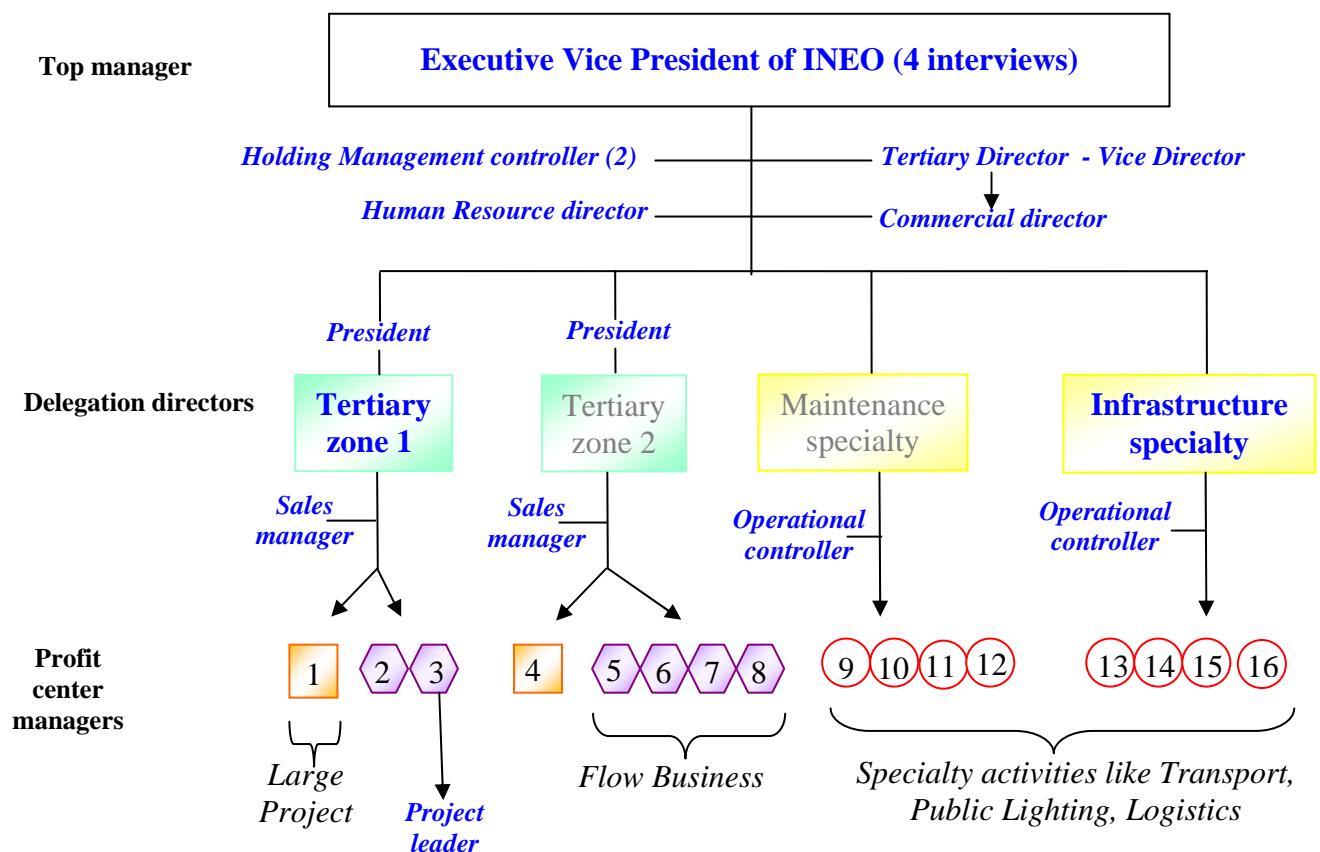 Top manager
Executive Vice President of INEO (4 interviews)
Holding Management controller (2)
Tertiary Director - Vice Director
Human Resource director
Commercial director
President
President
Delegation directors
Tertiary
zone 1
Tertiary
zone 2
Maintenance
specialty
Infrastructure
specialty
Sales
manager
Sales
manager
Operational
controller
Operational
controller
Profit
center
managers
1
2
3
4
5
6
7
8
9
10
11
12
13
14
15
16
Large
Project
Project
leader
Flow Business
Specialty activities like Transport,
Public Lighting, Logistics